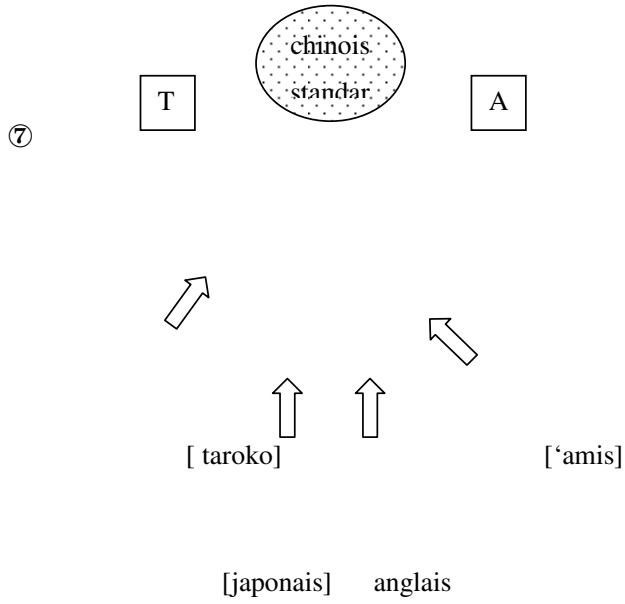 chinois
standar
T
A
⑦
[ taroko]
[‘amis]
[japonais] anglais